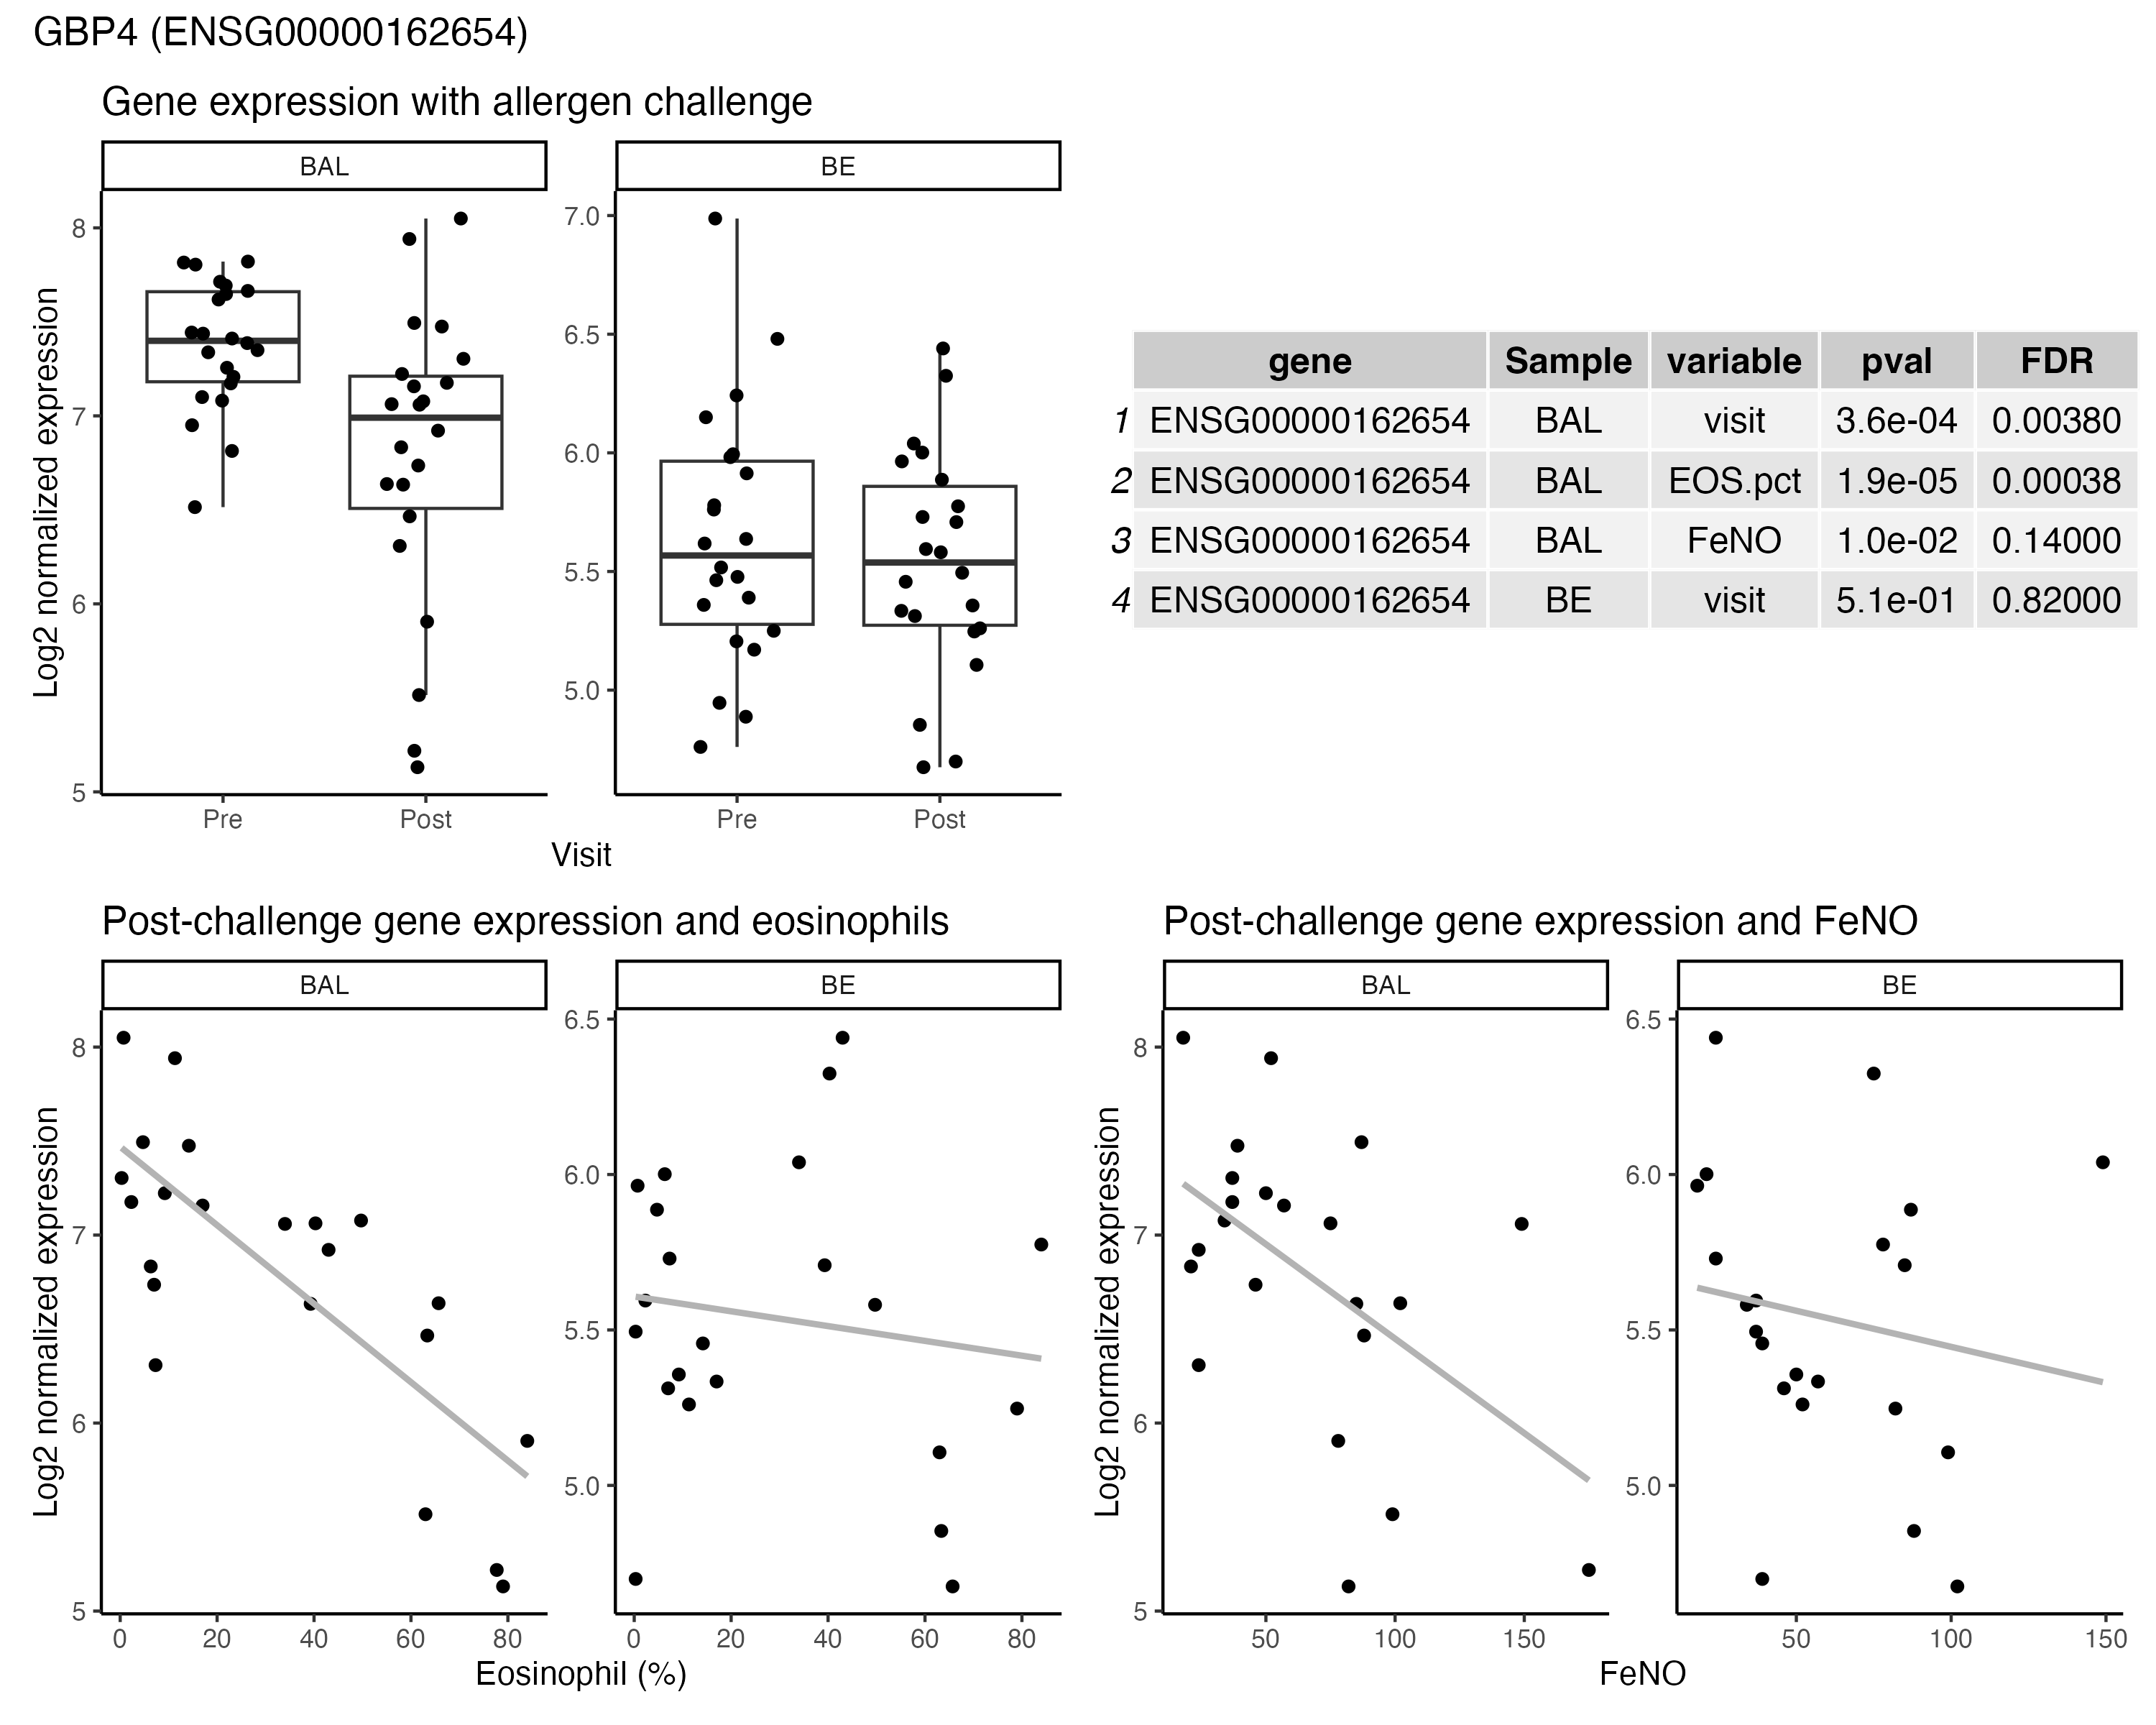 GBP4 (ENSG00000162654)
Gene expression with allergen challenge
BAL
BE
Log2 normalized expression
8
7
6
5
7.0
6.5
6.0
5.5
5.0
Pre
Post
Pre
Post
Visit
gene Sample variable pval FDR
1 ENSG00000162654 BAL visit 3.6e-04 0.00380
2 ENSG00000162654 BAL EOS.pct 1.9e-05 0.00038
3 ENSG00000162654 BAL FeNO 1.0e-02 0.14000
4 ENSG00000162654 BE visit 5.1e-01 0.82000
Post-challenge gene expression and eosinophils
BAL
BE
Log2 normalized expression
8
7
6
5
6.5
6.0
5.5
5.0
0 20 40 60 80
0 20 40 60 80
Eosinophil (%)
Post-challenge gene expression and FeNO
BAL
BE
Log2 normalized expression
8
7
6
5
6.5
6.0
5.5
5.0
50 100 150
50 100 150
FeNO